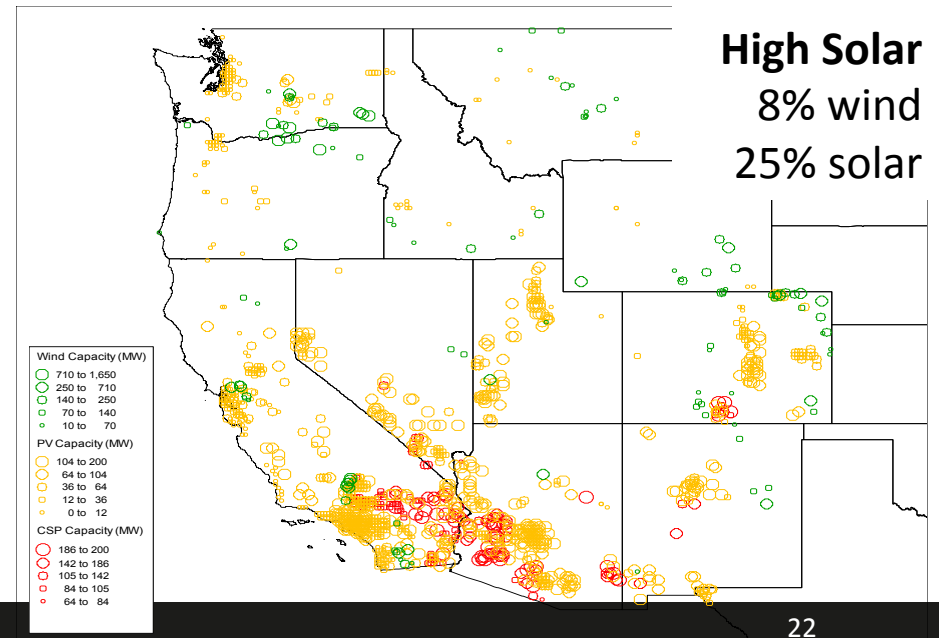 High Solar
8% wind
25% solar
Wind Capacity (MW)
710 to 1,650
250 to 710
140 to 250
70 to 140
10 to 70
PV Capacity (MW)
104 to 200
64 to 104
36 to 64
12 to 36
0 to 12
CSP Capacity (MW)
186 to 200
142 to 186
105 to 142
84 to 105
64 to 84
22